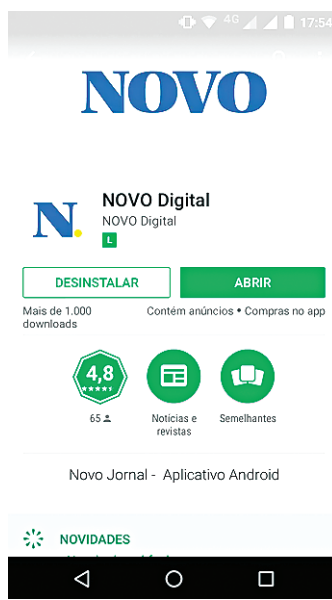 4G 17:54
NOVO
N.
NOVO Digital
NOVO Digital
L
DESINSTALAR
ABRIR
Mais de 1.000
downloads
Contém anúncios • Compras no app
4,8
65
Notícias e
revistas
Semelhantes
Novo Jornal - Aplicativo Android
NOVIDADES